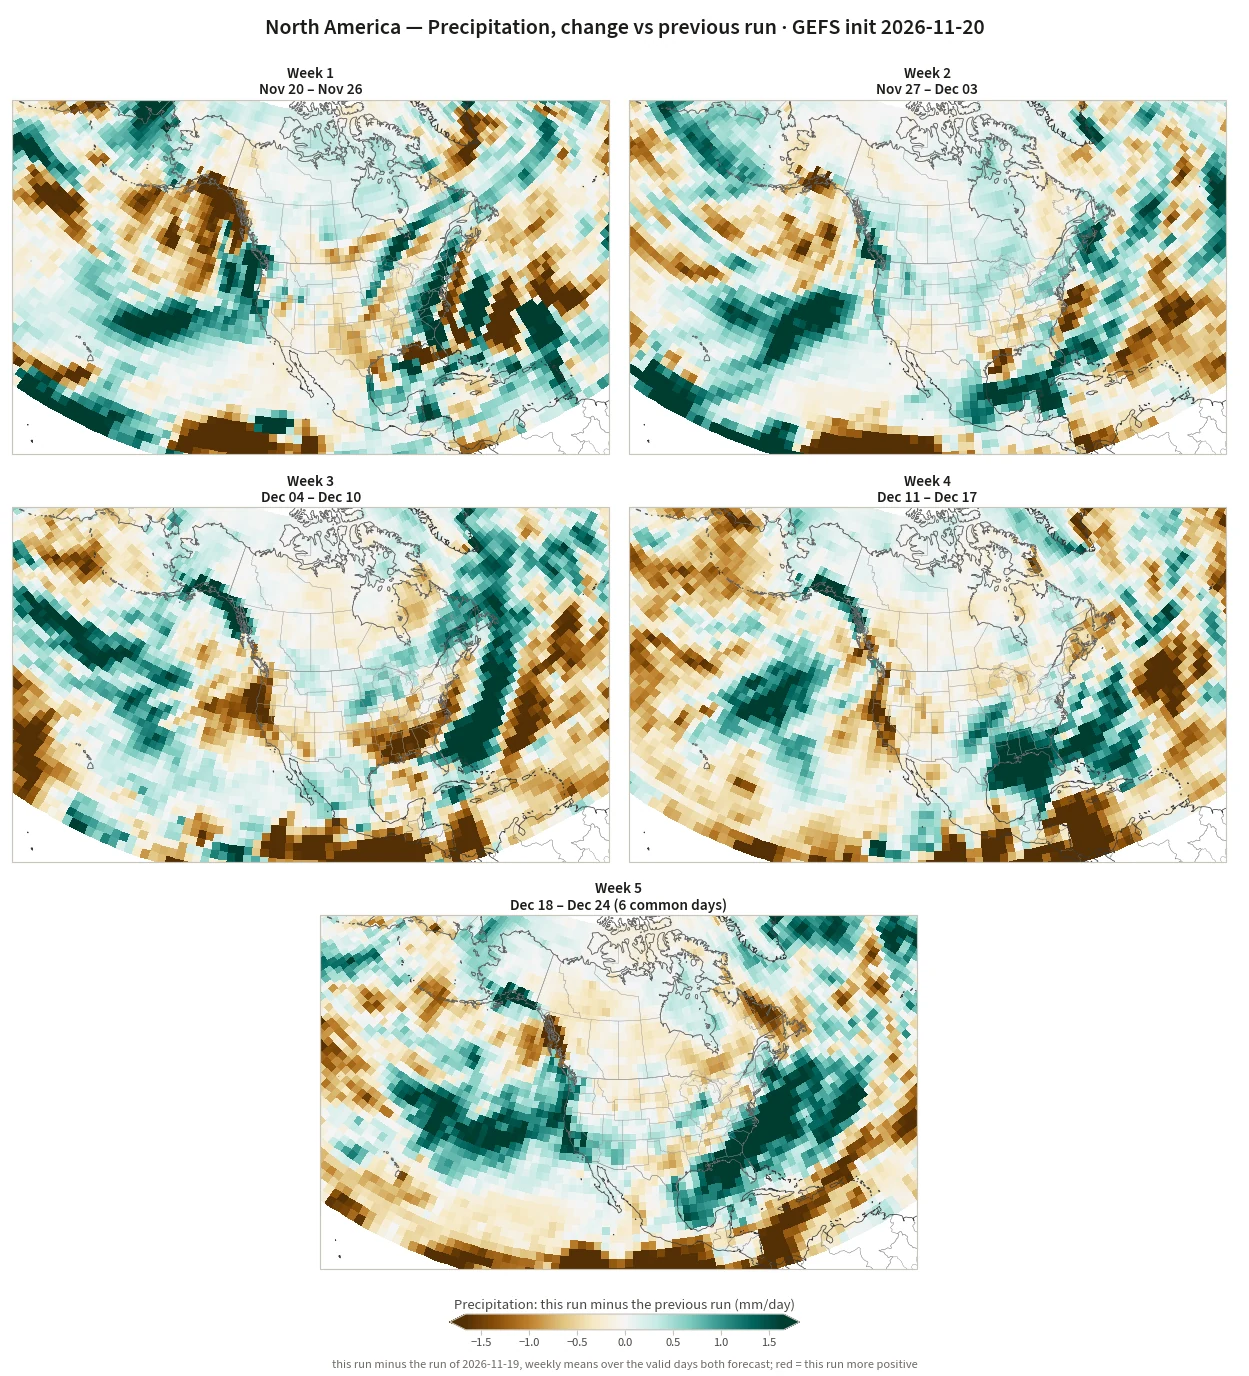 North America — Precipitation, change vs previous run · GEFS init 2026-11-20
Week 1
Nov 20 – Nov 26
Week 2
Nov 27 – Dec 03
Week 3
Dec 04 – Dec 10
Week 4
Dec 11 – Dec 17
Week 5
Dec 18 – Dec 24 (6 common days)
Precipitation: this run minus the previous run (mm/day)
−1.5 −1.0 −0.5 0.0 0.5 1.0 1.5
this run minus the run of 2026-11-19, weekly means over the valid days both forecast; red = this run more positive